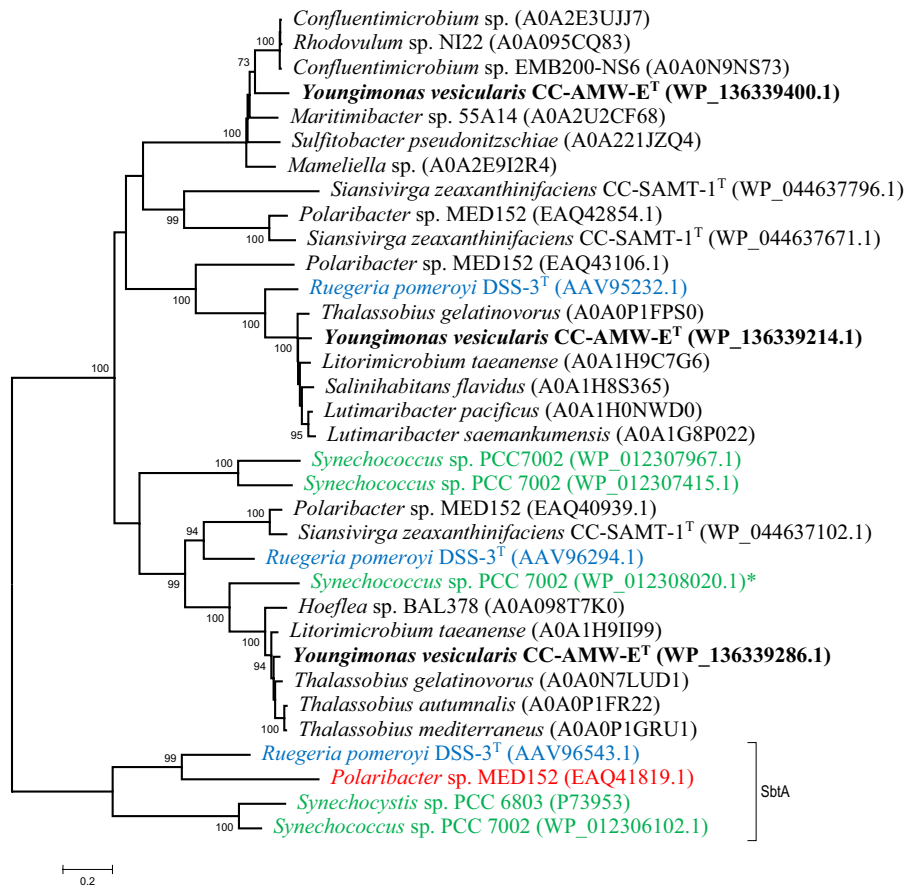 Confluentimicrobium sp. (A0A2E3UJJ7)
100
Rhodovulum sp. NI22 (A0A095CQ83)
73
Confluentimicrobium sp. EMB200-NS6 (A0A0N9NS73)
Youngimonas vesicularis CC-AMW-Eᵀ (WP_136339400.1)
Maritimibacter sp. 55A14 (A0A2U2CF68)
100
Sulfitobacter pseudonitzschiae (A0A221JZQ4)
Mameliella sp. (A0A2E9I2R4)
Siansivirga zeaxanthinifaciens CC-SAMT-1ᵀ (WP_044637796.1)
99
Polaribacter sp. MED152 (EAQ42854.1)
100
Siansivirga zeaxanthinifaciens CC-SAMT-1ᵀ (WP_044637671.1)
Polaribacter sp. MED152 (EAQ43106.1)
100
Ruegeria pomeroyi DSS-3ᵀ (AAV95232.1)
100
Thalassobius gelatinovorus (A0A0P1FPS0)
100
Youngimonas vesicularis CC-AMW-Eᵀ (WP_136339214.1)
Litorimicrobium taeanense (A0A1H9C7G6)
100
Salinihabitans flavidus (A0A1H8S365)
Lutimaribacter pacificus (A0A1H0NWD0)
95
Lutimaribacter saemankumensis (A0A1G8P022)
100
Synechococcus sp. PCC7002 (WP_012307967.1)
Synechococcus sp. PCC 7002 (WP_012307415.1)
100
Polaribacter sp. MED152 (EAQ40939.1)
94
Siansivirga zeaxanthinifaciens CC-SAMT-1ᵀ (WP_044637102.1)
Ruegeria pomeroyi DSS-3ᵀ (AAV96294.1)
99
Synechococcus sp. PCC 7002 (WP_012308020.1)*
Hoeflea sp. BAL378 (A0A098T7K0)
100
Litorimicrobium taeanense (A0A1H9II99)
100
Youngimonas vesicularis CC-AMW-Eᵀ (WP_136339286.1)
94
Thalassobius gelatinovorus (A0A0N7LUD1)
Thalassobius autumnalis (A0A0P1FR22)
100
Thalassobius mediterraneus (A0A0P1GRU1)
99
Ruegeria pomeroyi DSS-3ᵀ (AAV96543.1)
Polaribacter sp. MED152 (EAQ41819.1)
SbtA
Synechocystis sp. PCC 6803 (P73953)
100
Synechococcus sp. PCC 7002 (WP_012306102.1)
0.2